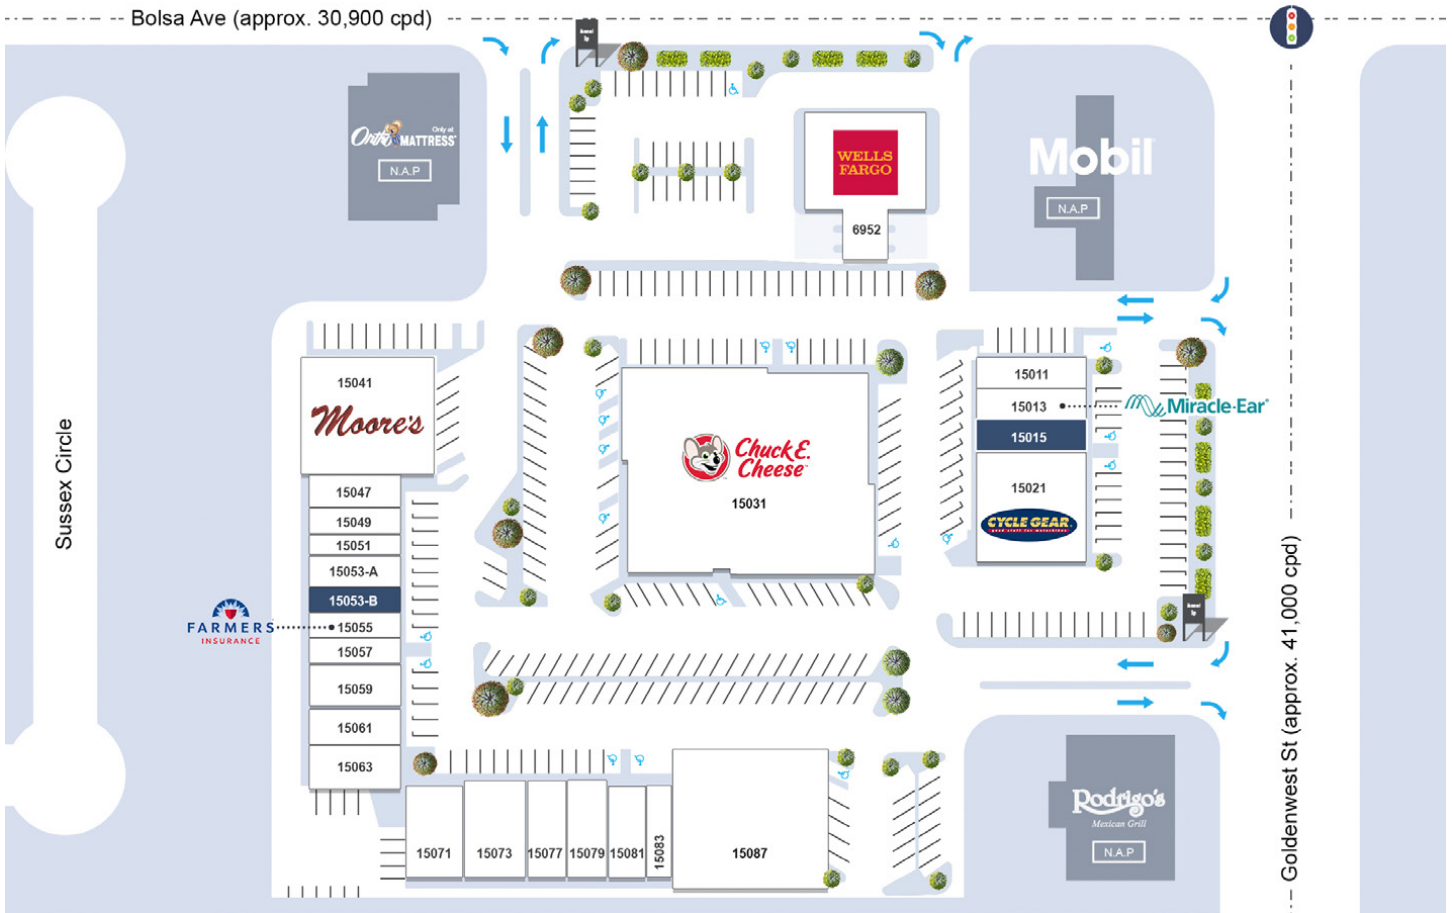 Bolsa Ave (approx. 30,900 cpd)
Ortho MATTRESS
Only at
N.A.P
WELLS
FARGO
6952
Mobil
N.A.P
15041
Moore's
15047
15049
15051
15053-A
15053-B
15055
15057
15059
15061
15063
FARMERS
INSURANCE
Sussex Circle
Chuck E.
Cheese
15031
15011
15013
Miracle-Ear®
15015
15021
CYCLE GEAR
15071
15073
15077
15079
15081
15083
15087
Rodrigo's
Mexican Grill
N.A.P
Goldenwest St (approx. 41,000 cpd)